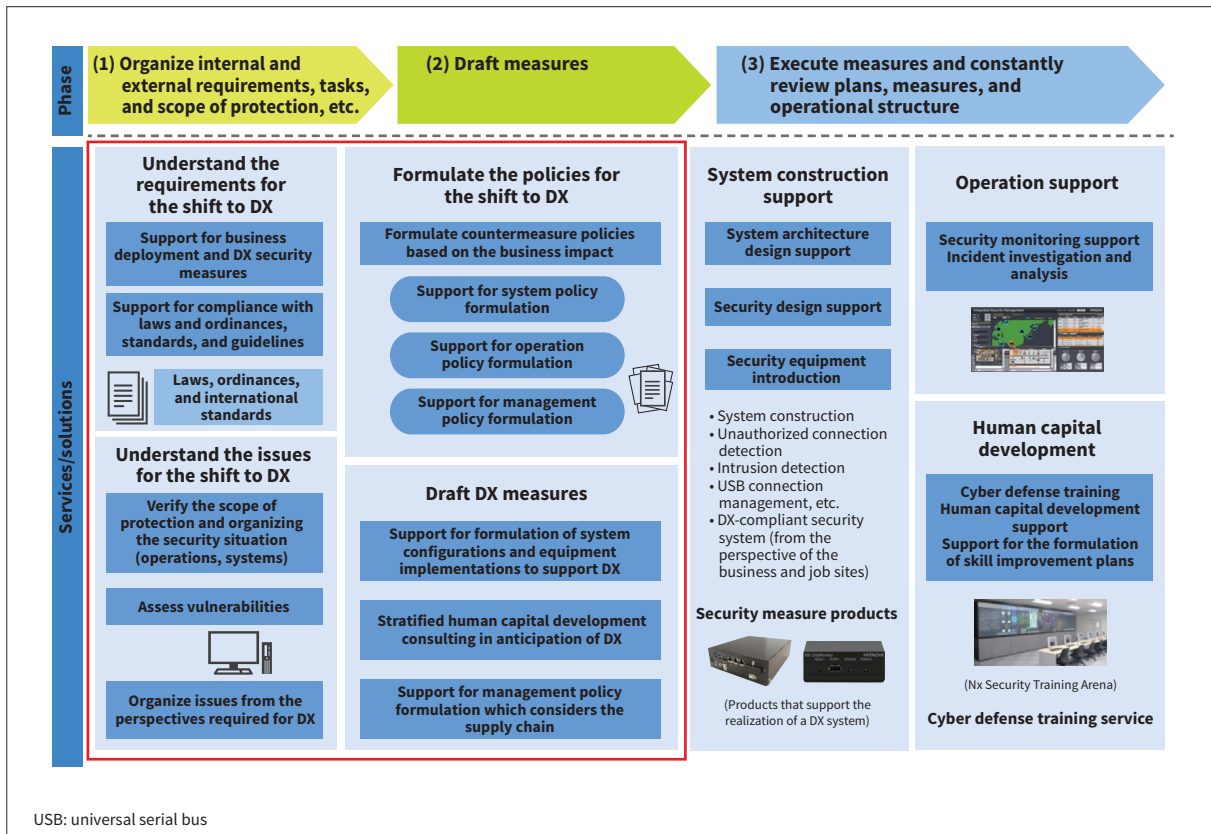 Phase
(1) Organize internal and
external requirements, tasks,
and scope of protection, etc.
(2) Draft measures
(3) Execute measures and constantly
review plans, measures, and
operational structure
Services/solutions
Understand the
requirements for
the shift to DX
Support for business
deployment and DX security
measures
Support for compliance with
laws and ordinances,
standards, and guidelines
Laws, ordinances,
and international
standards
Understand the issues
for the shift to DX
Verify the scope of
protection and organizing
the security situation
(operations, systems)
Assess vulnerabilities
Organize issues from the
perspectives required for DX
Formulate the policies for
the shift to DX
Formulate countermeasure policies
based on the business impact
Support for system policy
formulation
Support for operation
policy formulation
Support for management
policy formulation
Draft DX measures
Support for formulation of system
configurations and equipment
implementations to support DX
Stratified human capital development
consulting in anticipation of DX
Support for management policy
formulation which considers the
supply chain
System construction
support
System architecture
design support
Security design support
Security equipment
introduction
• System construction
• Unauthorized connection
detection
• Intrusion detection
• USB connection
management, etc.
• DX-compliant security
system (from the
perspective of the
business and job sites)
Security measure products
HITACHI
(Products that support the
realization of a DX system)
Operation support
Security monitoring support
Incident investigation and
analysis
Integrated Security Management
Human capital
development
Cyber defense training
Human capital development
support
Support for the formulation
of skill improvement plans
(Nx Security Training Arena)
Cyber defense training service
USB: universal serial bus